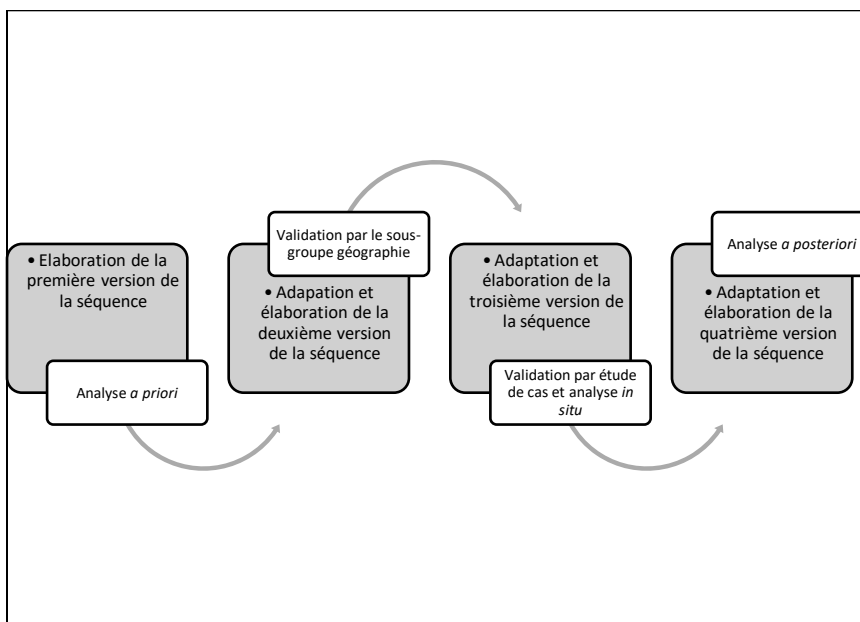 • Elaboration de la
première version de
la séquence
Analyse a priori
Validation par le sous-
groupe géographie
• Adapation et
élaboration de la
deuxième version
de la séquence
• Adaptation et
élaboration de la
troisième version de
la séquence
Validation par étude
de cas et analyse in
situ
Analyse a posteriori
• Adaptation et
élaboration de la
quatrième version
de la séquence